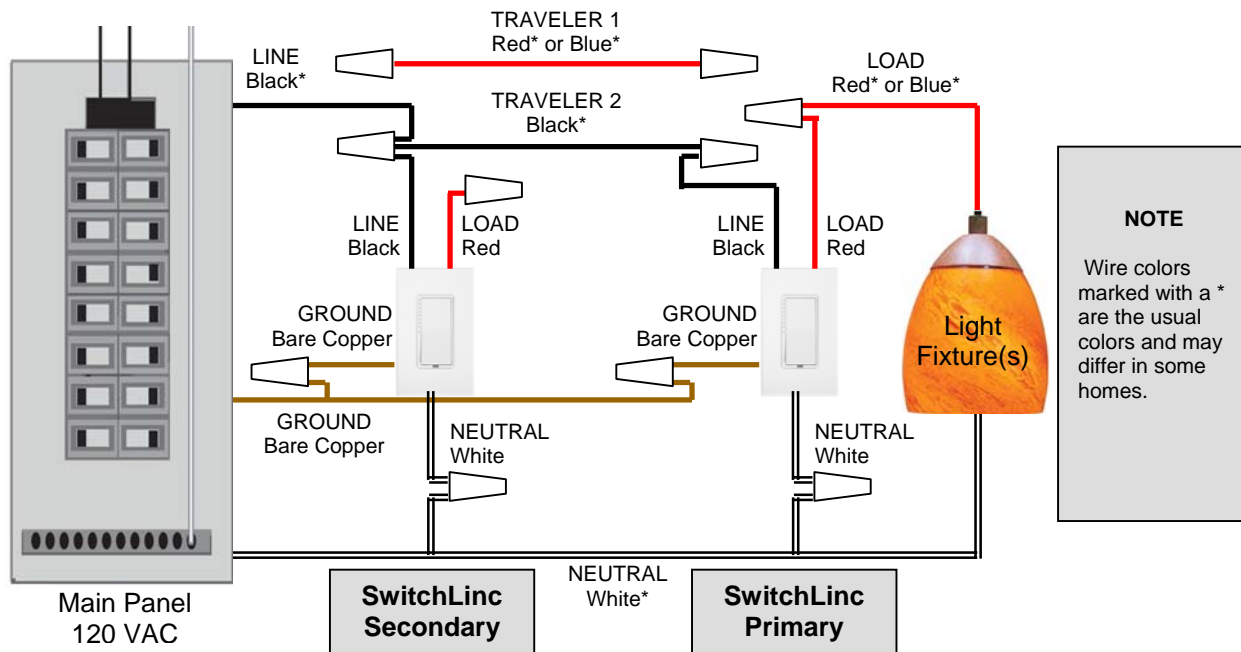 TRAVELER 1
Red* or Blue*
LINE
Black*
LOAD
Red* or Blue*
TRAVELER 2
Black*
LINE
Black
LOAD
Red
LINE
Black
LOAD
Red
GROUND
Bare Copper
GROUND
Bare Copper
Light
Fixture(s)
NOTE
Wire colors
marked with a *
are the usual
colors and may
differ in some
homes.
GROUND
Bare Copper
NEUTRAL
White
NEUTRAL
White
NEUTRAL
White*
Main Panel
120 VAC
SwitchLinc
Secondary
SwitchLinc
Primary